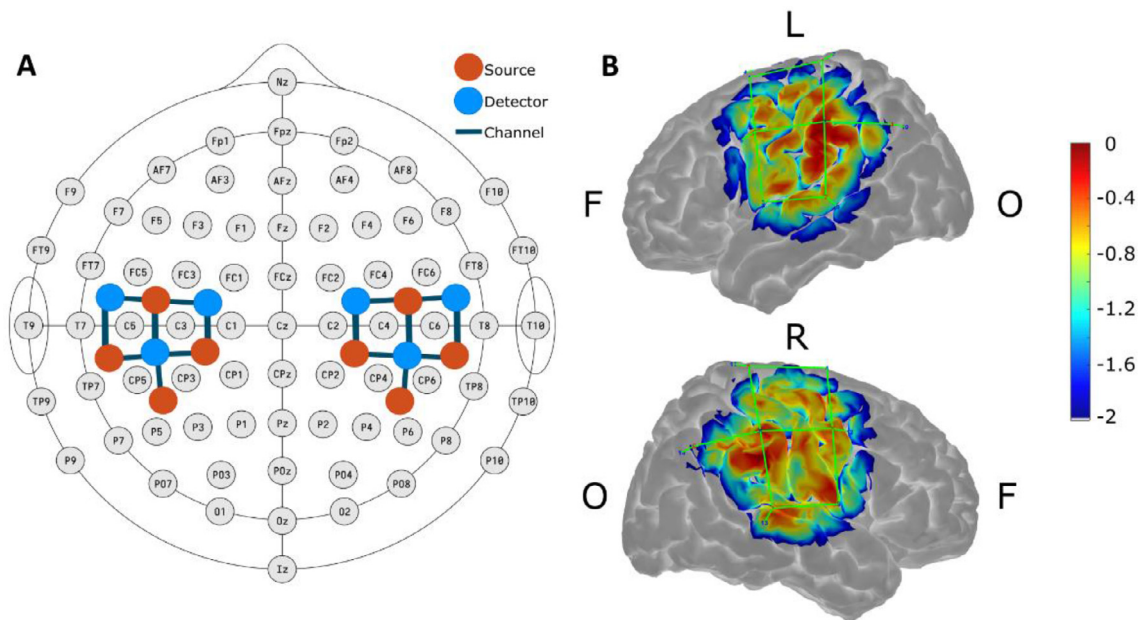 A
Source
Detector
Channel
Nz
Fp1 Fpz Fp2
AF7 AF3 AFz AF4 AF8
F9 F7 F5 F3 F1 Fz F2 F4 F6 F8 F10
FT9 FT7 FC5 FC3 FC1 FCz FC2 FC4 FC6 FT8 FT10
T9 T7 C5 C3 C1 Cz C2 C4 C6 T8 T10
TP9 TP7 CP5 CP3 CP1 CPz CP2 CP4 CP6 TP8 TP10
P9 P7 P5 P3 P1 Pz P2 P4 P6 P8 P10
PO7 PO3 POz PO4 PO8
O1 Oz O2
Iz
B
L
F O
R
O F
0
-0.4
-0.8
-1.2
-1.6
-2